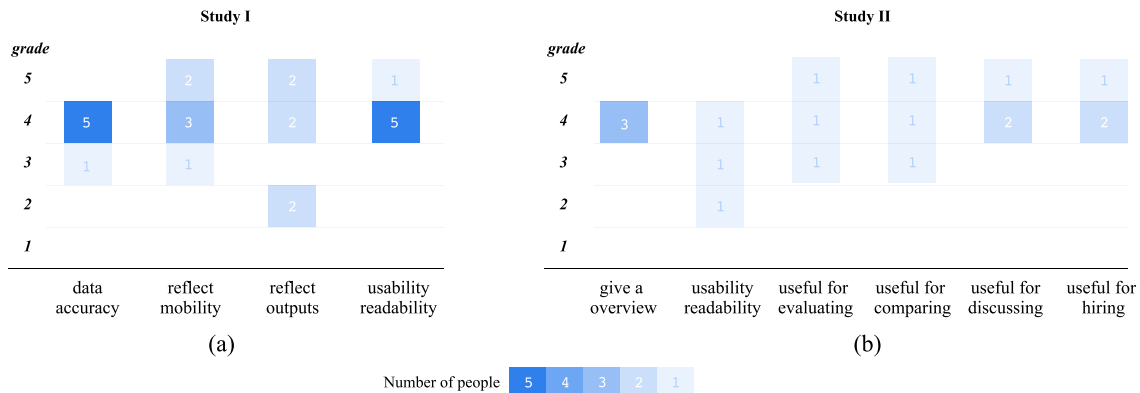 Study I
Study II
grade
5 2 2 1
4 5 3 2 5
3 1 1
2 2
1
data accuracy
reflect mobility
reflect outputs
usability readability
(a)
grade
5 1 1 1 1
4 3 1 1 1 2 2
3 1 1 1
2 1
1
give a overview
usability readability
useful for evaluating
useful for comparing
useful for discussing
useful for hiring
(b)
Number of people 5 4 3 2 1